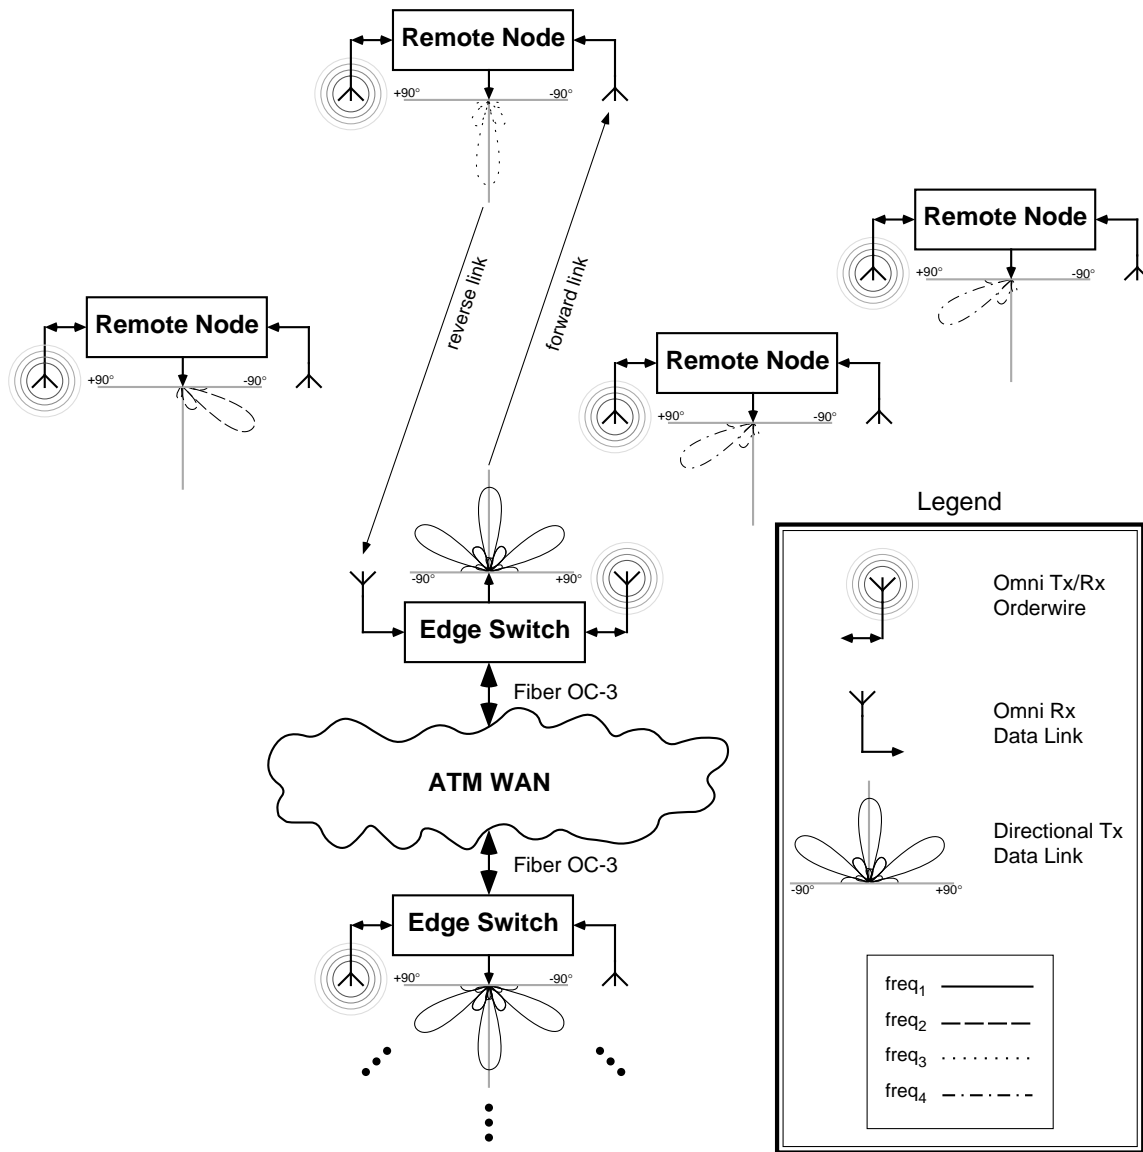 Remote Node
+90°
-90°
Remote Node
+90°
-90°
Remote Node
+90°
-90°
Remote Node
+90°
-90°
reverse link
forward link
-90°
+90°
Edge Switch
Fiber OC-3
ATM WAN
Fiber OC-3
Edge Switch
+90°
-90°
Legend
Omni Tx/Rx
Orderwire
Omni Rx
Data Link
Directional Tx
Data Link
-90°
+90°
freq1
freq2
freq3
freq4